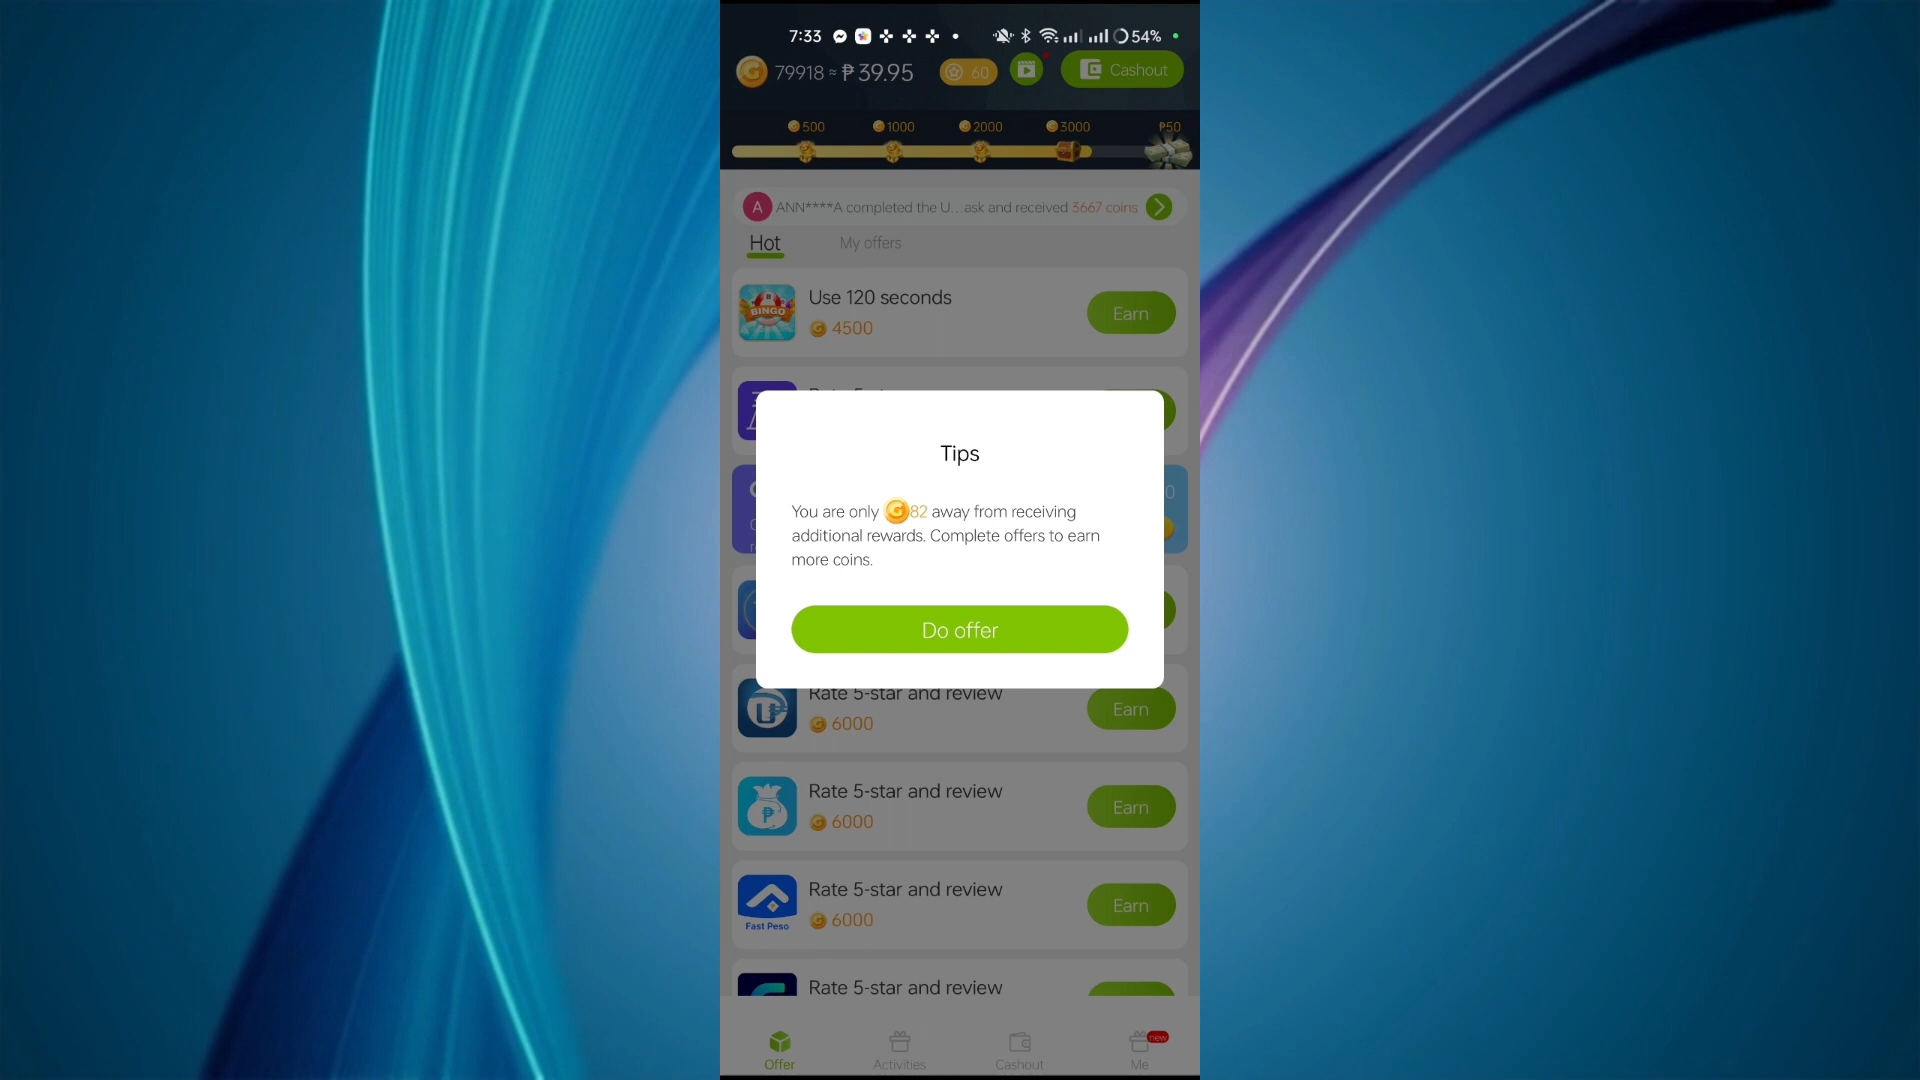 7:33
54%
79918 ≈ ₱ 39.95
60
Cashout
500
1000
2000
3000
₱50
A
ANN****A completed the U...ask and received 3667 coins
Hot
My offers
BINGO
Use 120 seconds
4500
Earn
Tips
You are only 82 away from receiving
additional rewards. Complete offers to earn
more coins.
Do offer
Rate 5-star and review
6000
Earn
Rate 5-star and review
6000
Earn
Rate 5-star and review
6000
Earn
Fast Peso
Rate 5-star and review
Offer
Activities
Cashout
Me
new